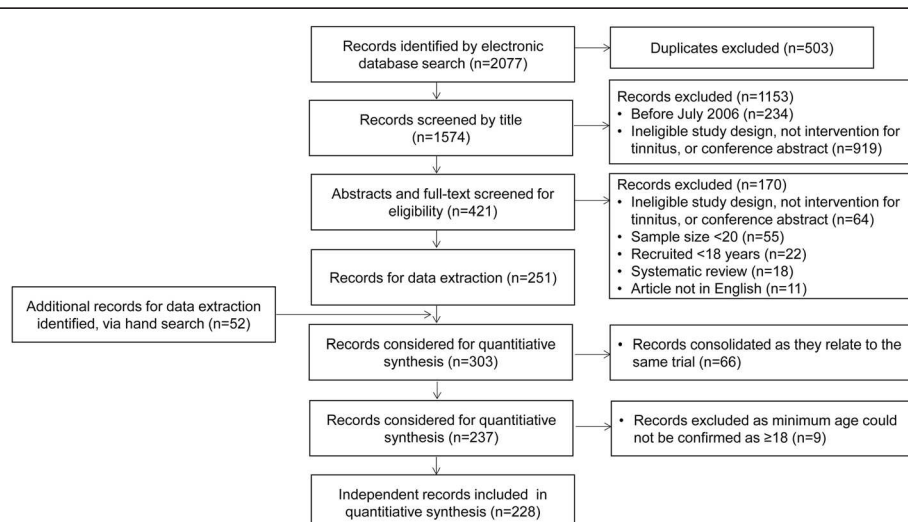 Records identified by electronic
database search (n=2077)
Duplicates excluded (n=503)
Records screened by title
(n=1574)
Records excluded (n=1153)
• Before July 2006 (n=234)
• Ineligible study design, not intervention for
tinnitus, or conference abstract (n=919)
Abstracts and full-text screened for
eligibility (n=421)
Records excluded (n=170)
• Ineligible study design, not intervention for
tinnitus, or conference abstract (n=64)
• Sample size <20 (n=55)
• Recruited <18 years (n=22)
• Systematic review (n=18)
• Article not in English (n=11)
Records for data extraction (n=251)
Additional records for data extraction
identified, via hand search (n=52)
Records considered for quantitative
synthesis (n=303)
• Records consolidated as they relate to the
same trial (n=66)
Records considered for quantitative
synthesis (n=237)
• Records excluded as minimum age could
not be confirmed as ≥18 (n=9)
Independent records included in
quantitative synthesis (n=228)